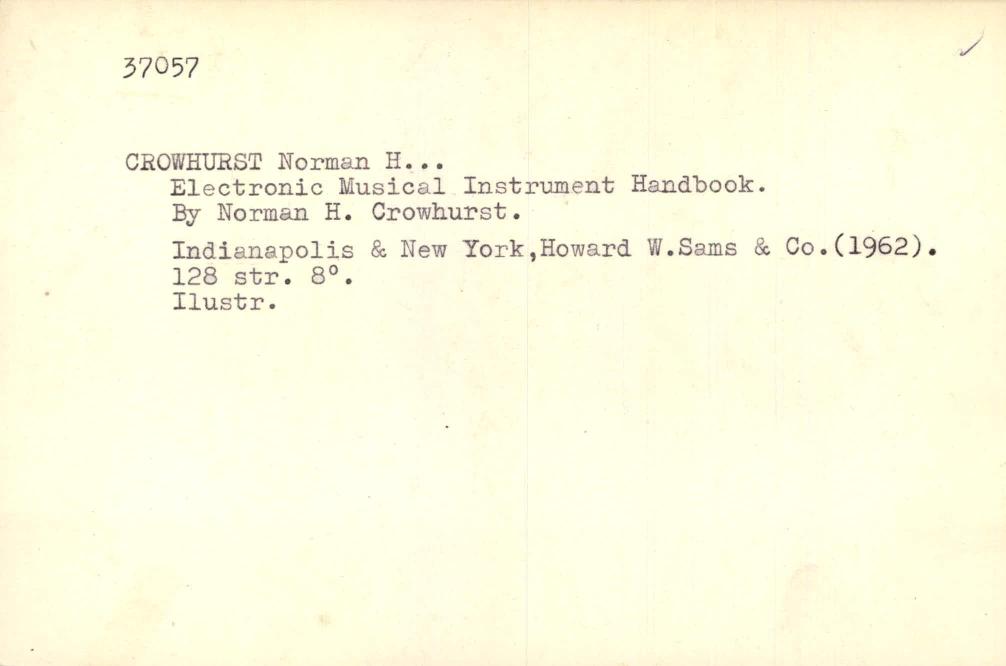 37057
CROWHURST Norman H...
Electronic Musical Instrument Handbook.
By Norman H. Crowhurst.
Indianapolis & New York,Howard W.Sams & Co.(1962).
128 str. 8°.
Ilustr.